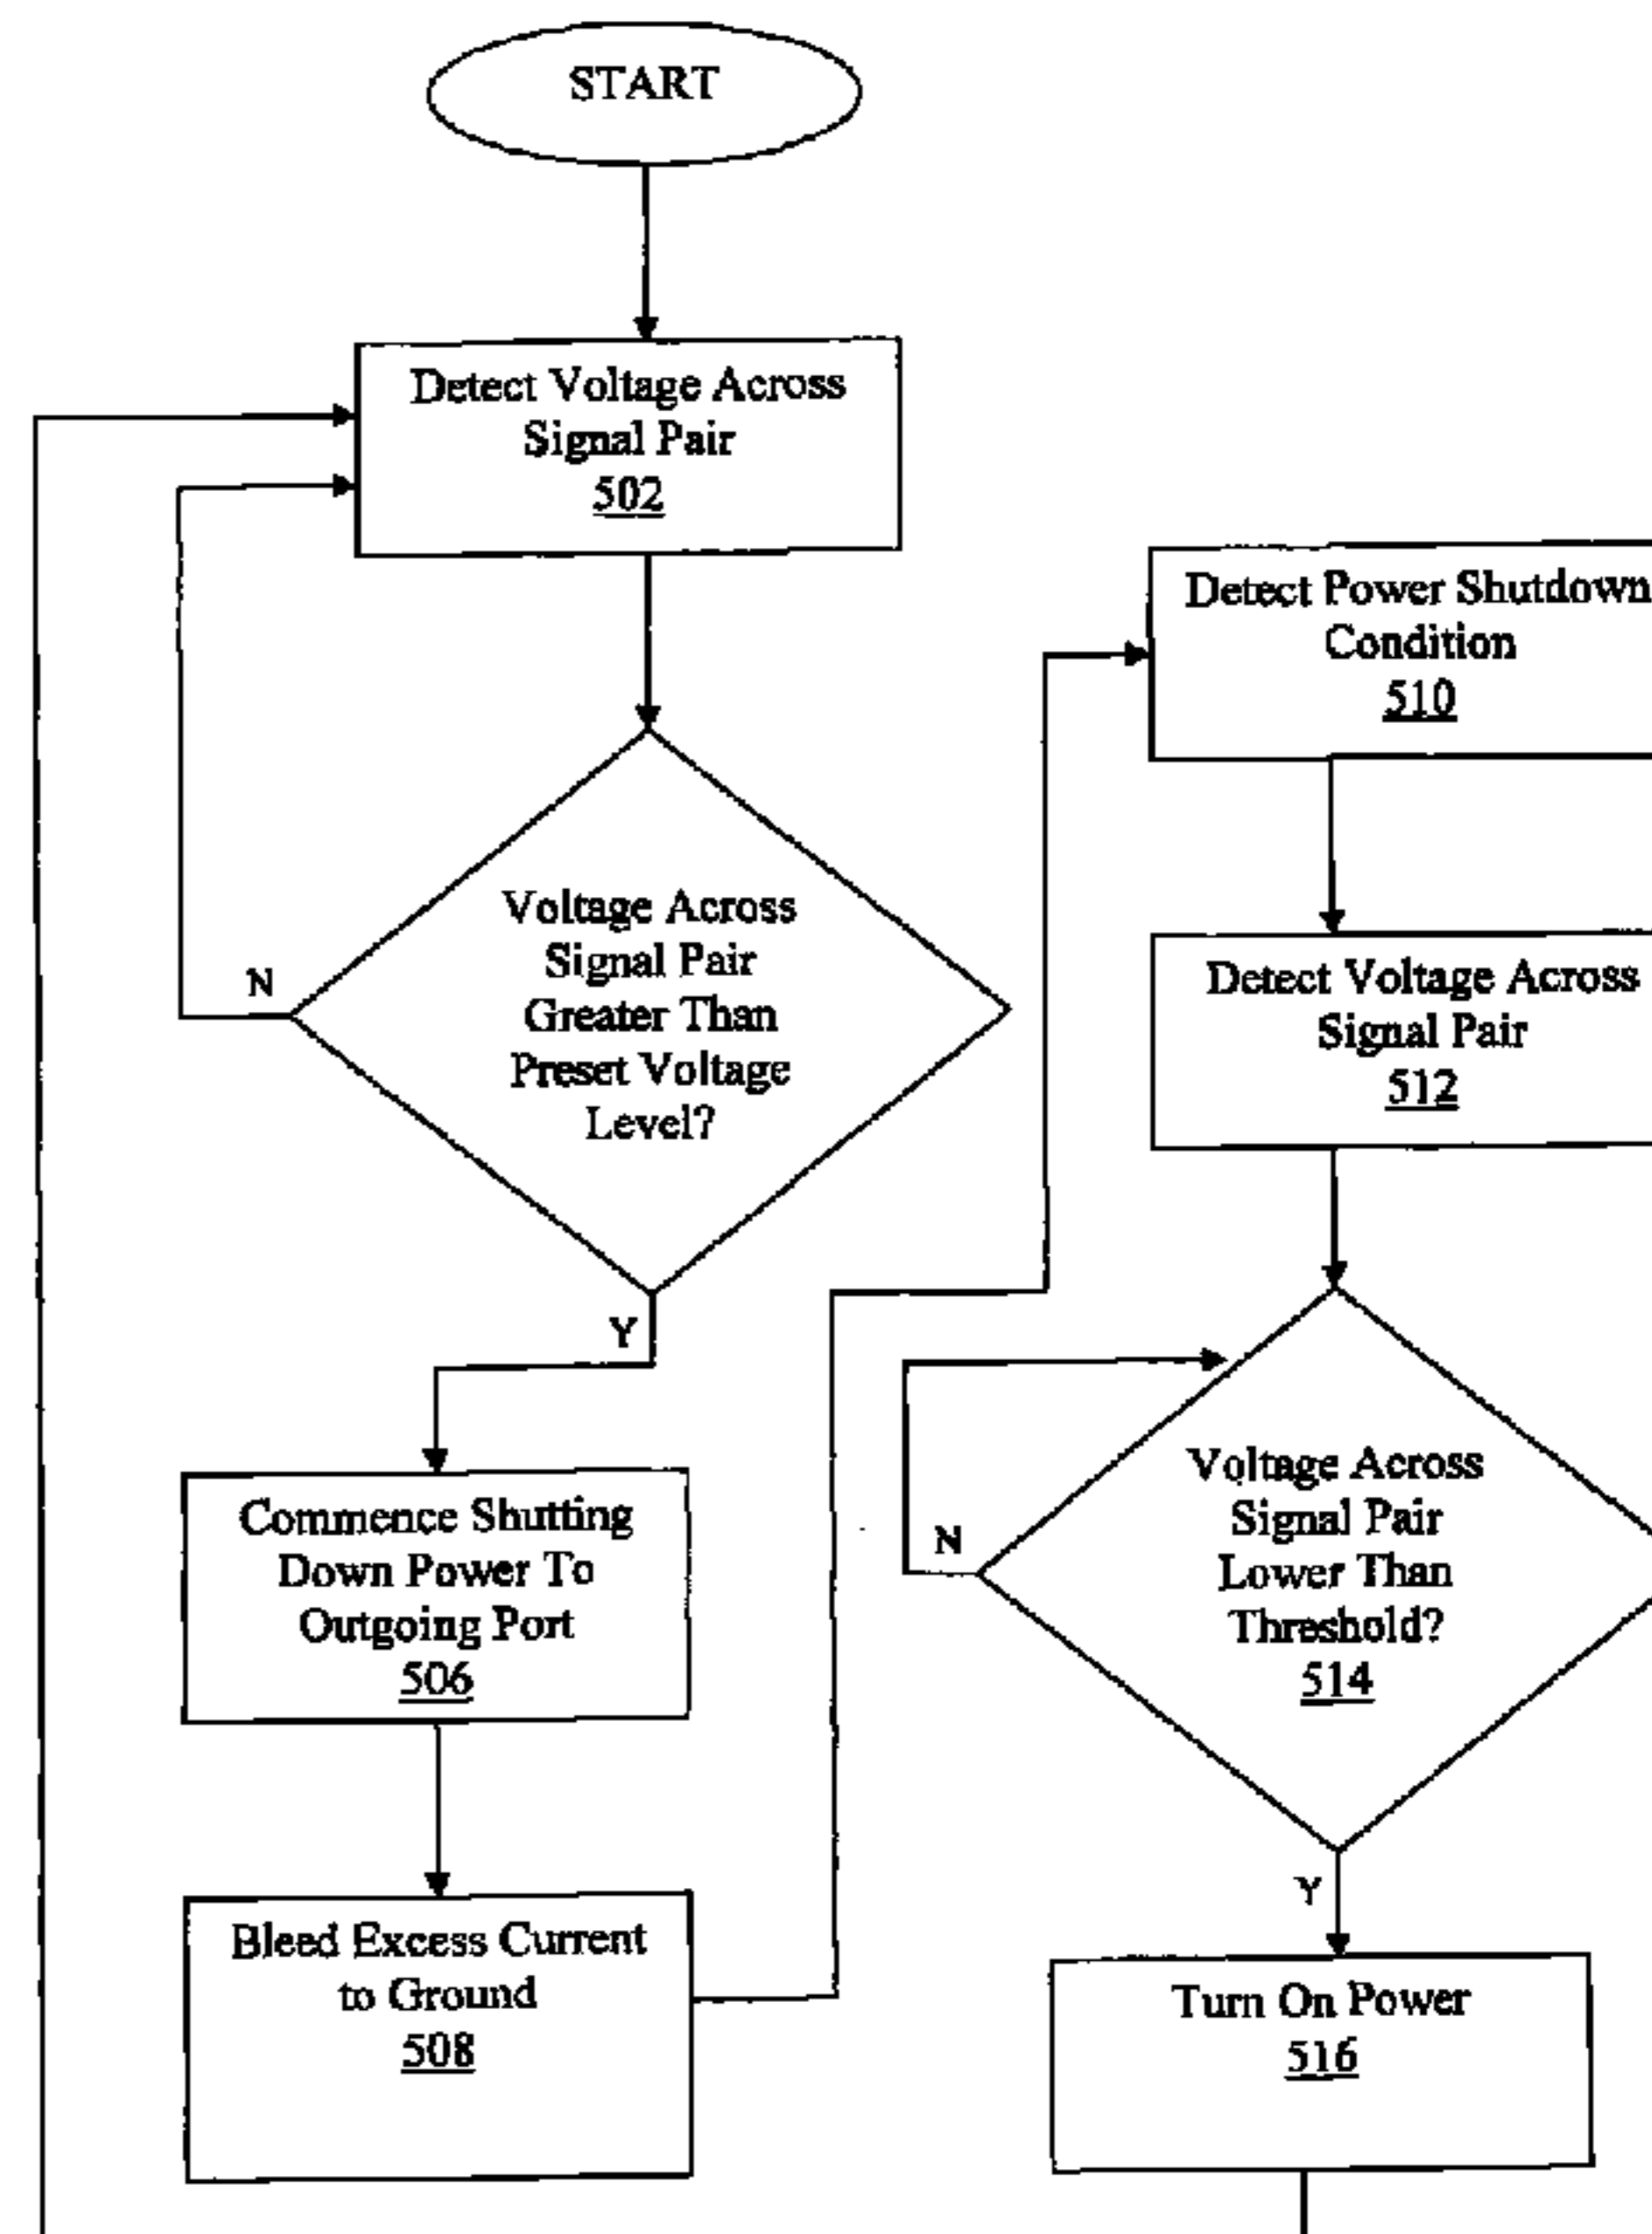 START
Detect Voltage Across
Signal Pair
502
Voltage Across
Signal Pair
Greater Than
Preset Voltage
Level?
N
Y
Commence Shutting
Down Power To
Outgoing Port
506
Bleed Excess Current
to Ground
508
Detect Power Shutdown
Condition
510
Detect Voltage Across
Signal Pair
512
Voltage Across
Signal Pair
Lower Than
Threshold?
514
N
Y
Turn On Power
516